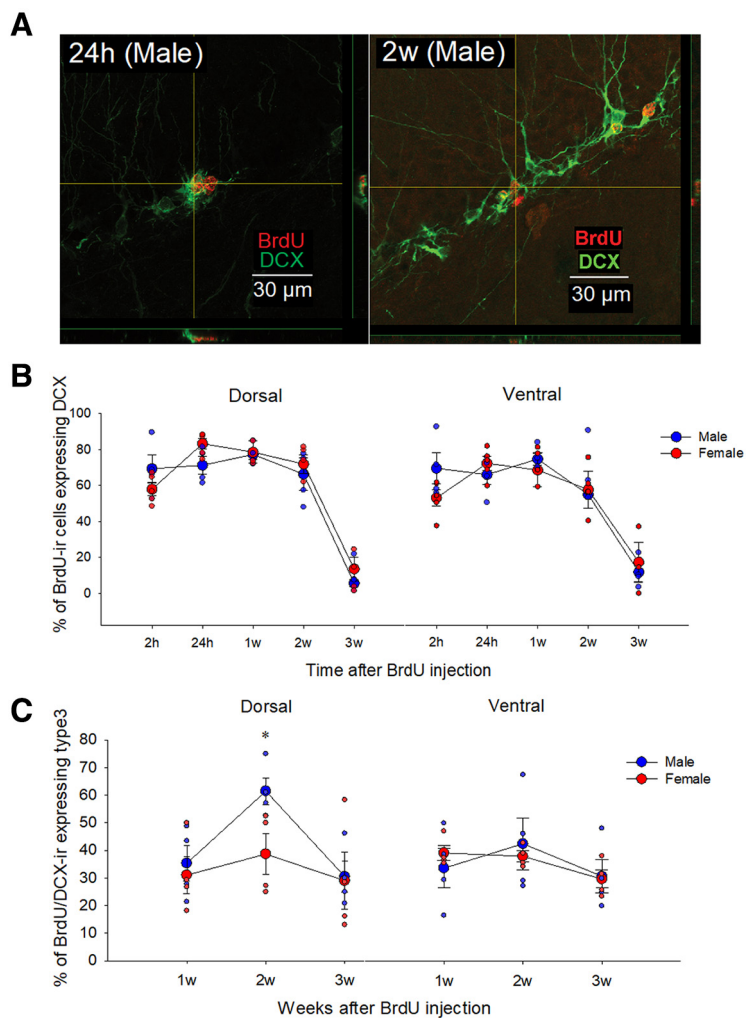 A
24h (Male)
2w (Male)
BrdU
DCX
30 µm
BrdU
DCX
30 µm
B
Dorsal
Ventral
% of BrdU-ir cells expressing DCX
100
80
60
40
20
0
Male
Female
2h 24h 1w 2w 3w 2h 24h 1w 2w 3w
Time after BrdU injection
C
Dorsal
Ventral
% of BrdU/DCX-ir expressing type3
80
70
60
50
40
30
20
10
0
*
Male
Female
1w 2w 3w 1w 2w 3w
Weeks after BrdU injection